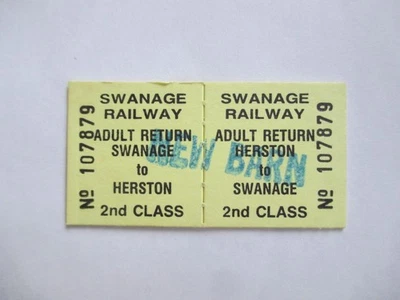 SWANAGE
RAILWAY
ADULT RETURN
SWANAGE
to
HERSTON
2nd CLASS
№ 107879
SWANAGE
RAILWAY
ADULT RETURN
HERSTON
to
SWANAGE
2nd CLASS
№ 107879
NEW BARN